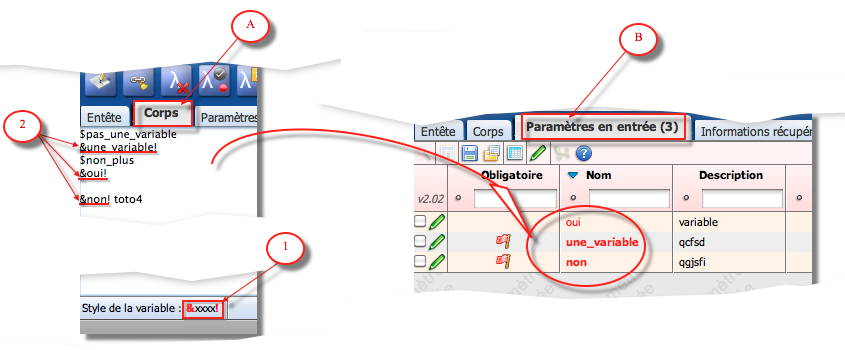 A
Entête Corps Paramètres
2
$pas_une_variable
&une_variable!
$non_plus
&oui!
&non! toto4
1
Style de la variable : &xxxx!
B
Entête Corps Paramètres en entrée (3) Informations récupér
v2.02 Obligatoire Nom Description
oui variable
une_variable qcfsd
non qgjsfi